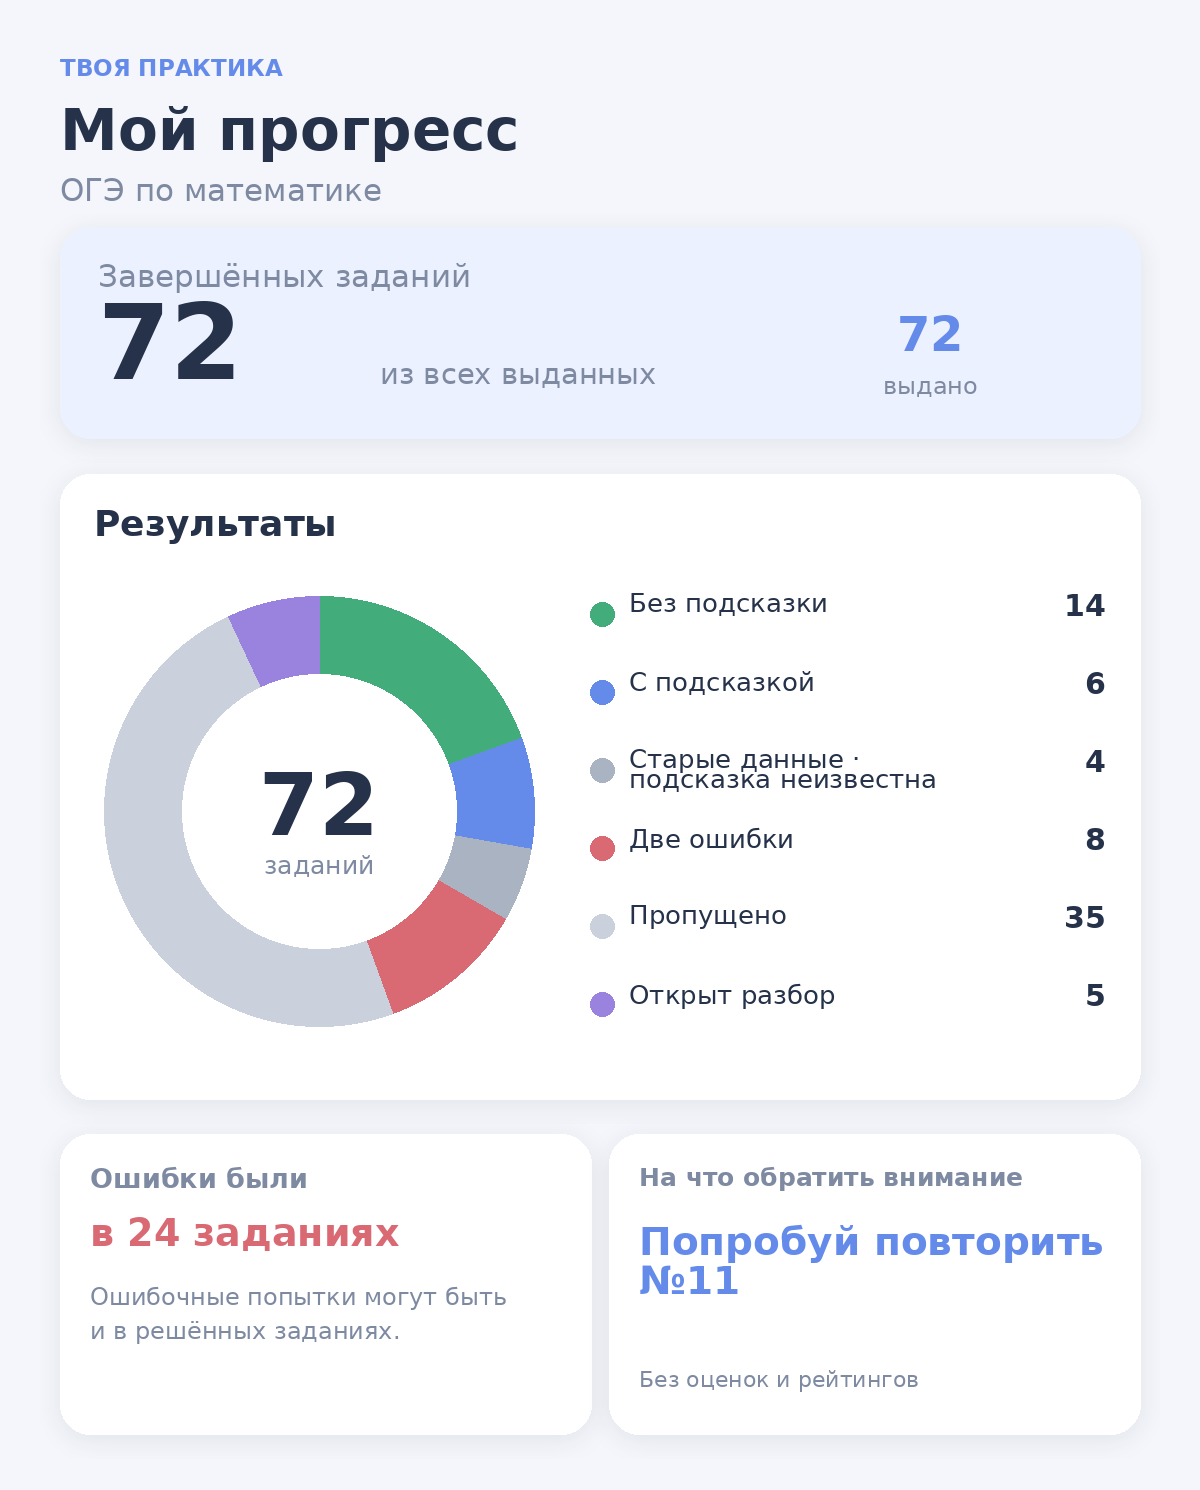 ТВОЯ ПРАКТИКА
Мой прогресс
ОГЭ по математике
Завершённых заданий
72
из всех выданных
72
выдано
Результаты
72
заданий
Без подсказки 14
С подсказкой 6
Старые данные ·
подсказка неизвестна 4
Две ошибки 8
Пропущено 35
Открыт разбор 5
Ошибки были
в 24 заданиях
Ошибочные попытки могут быть
и в решённых заданиях.
На что обратить внимание
Попробуй повторить
№11
Без оценок и рейтингов